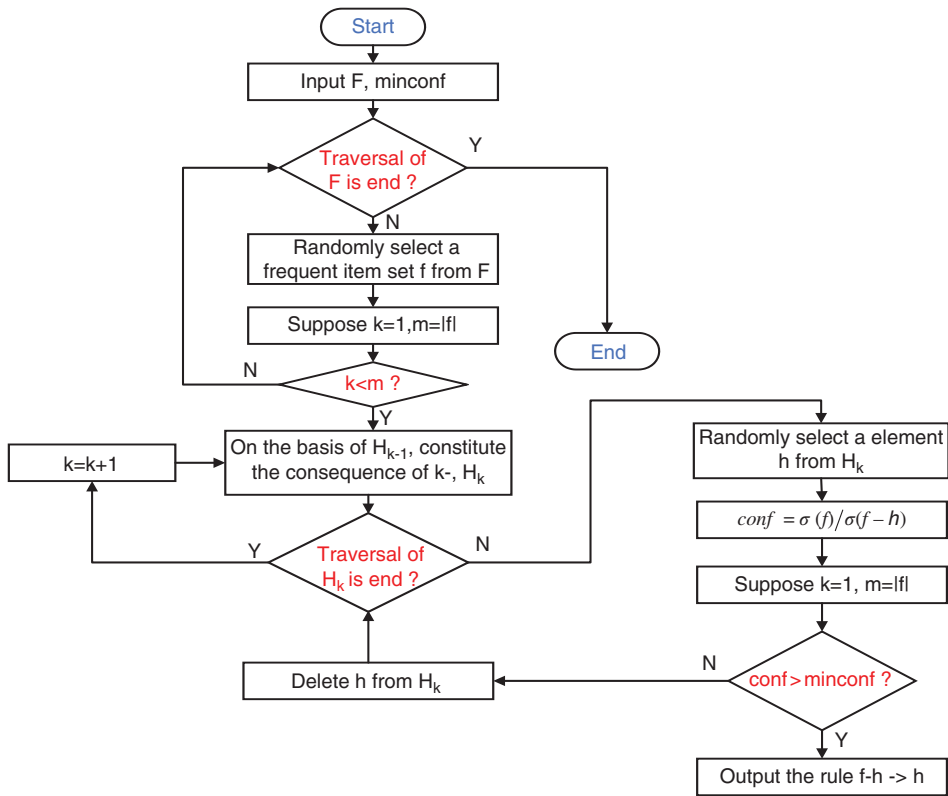 Start
Input F, minconf
Traversal of
F is end ?
Y
N
Randomly select a
frequent item set f from F
Suppose k=1,m=|f|
End
N
k<m ?
Y
On the basis of Hk-1, constitute
the consequence of k-, Hk
k=k+1
Randomly select a element
h from Hk
conf = σ (f)/σ(f – h)
Y
Traversal of
Hk is end ?
N
Suppose k=1, m=|f|
Delete h from Hk
N
conf > minconf ?
Y
Output the rule f-h -> h